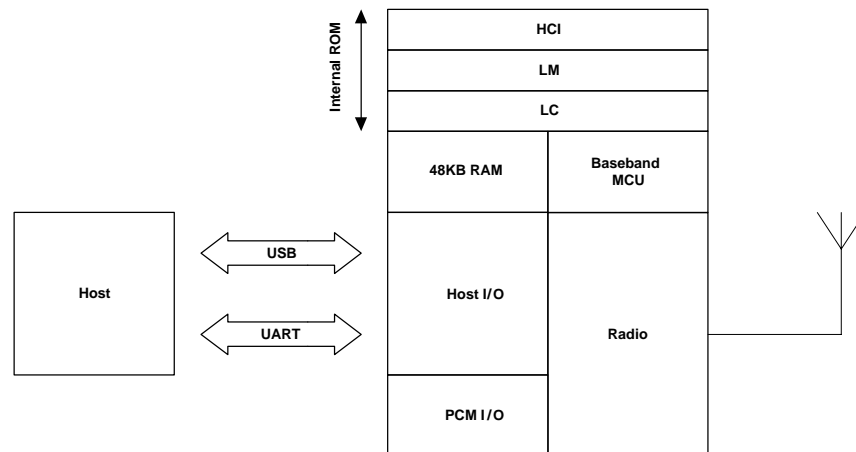 Internal ROM
HCI
LM
LC
48KB RAM
Baseband
MCU
Host
USB
UART
Host I/O
Radio
PCM I/O